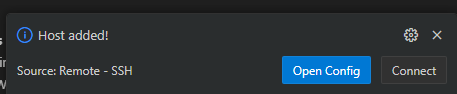 Host added!
Source: Remote - SSH
Open Config
Connect